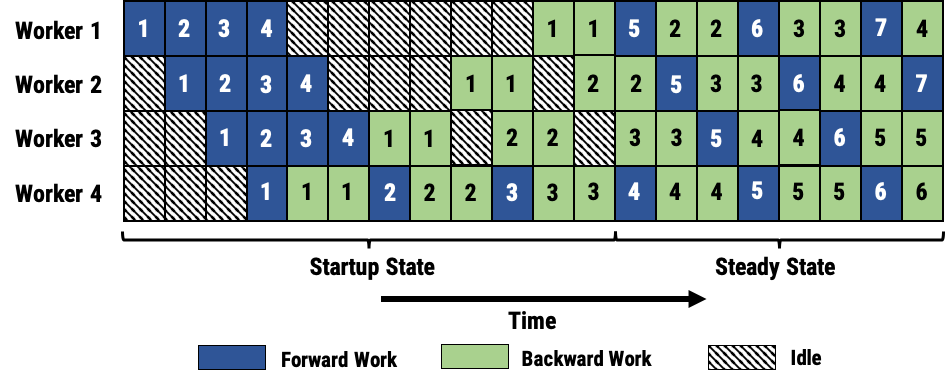 Worker 1 1 2 3 4 1 1 5 2 2 6 3 3 7 4
Worker 2 1 2 3 4 1 1 2 2 5 3 3 6 4 4 7
Worker 3 1 2 3 4 1 1 2 2 3 3 5 4 4 6 5 5
Worker 4 1 1 1 2 2 2 3 3 3 4 4 4 5 5 5 6 6
Startup State Steady State
Time
Forward Work Backward Work Idle